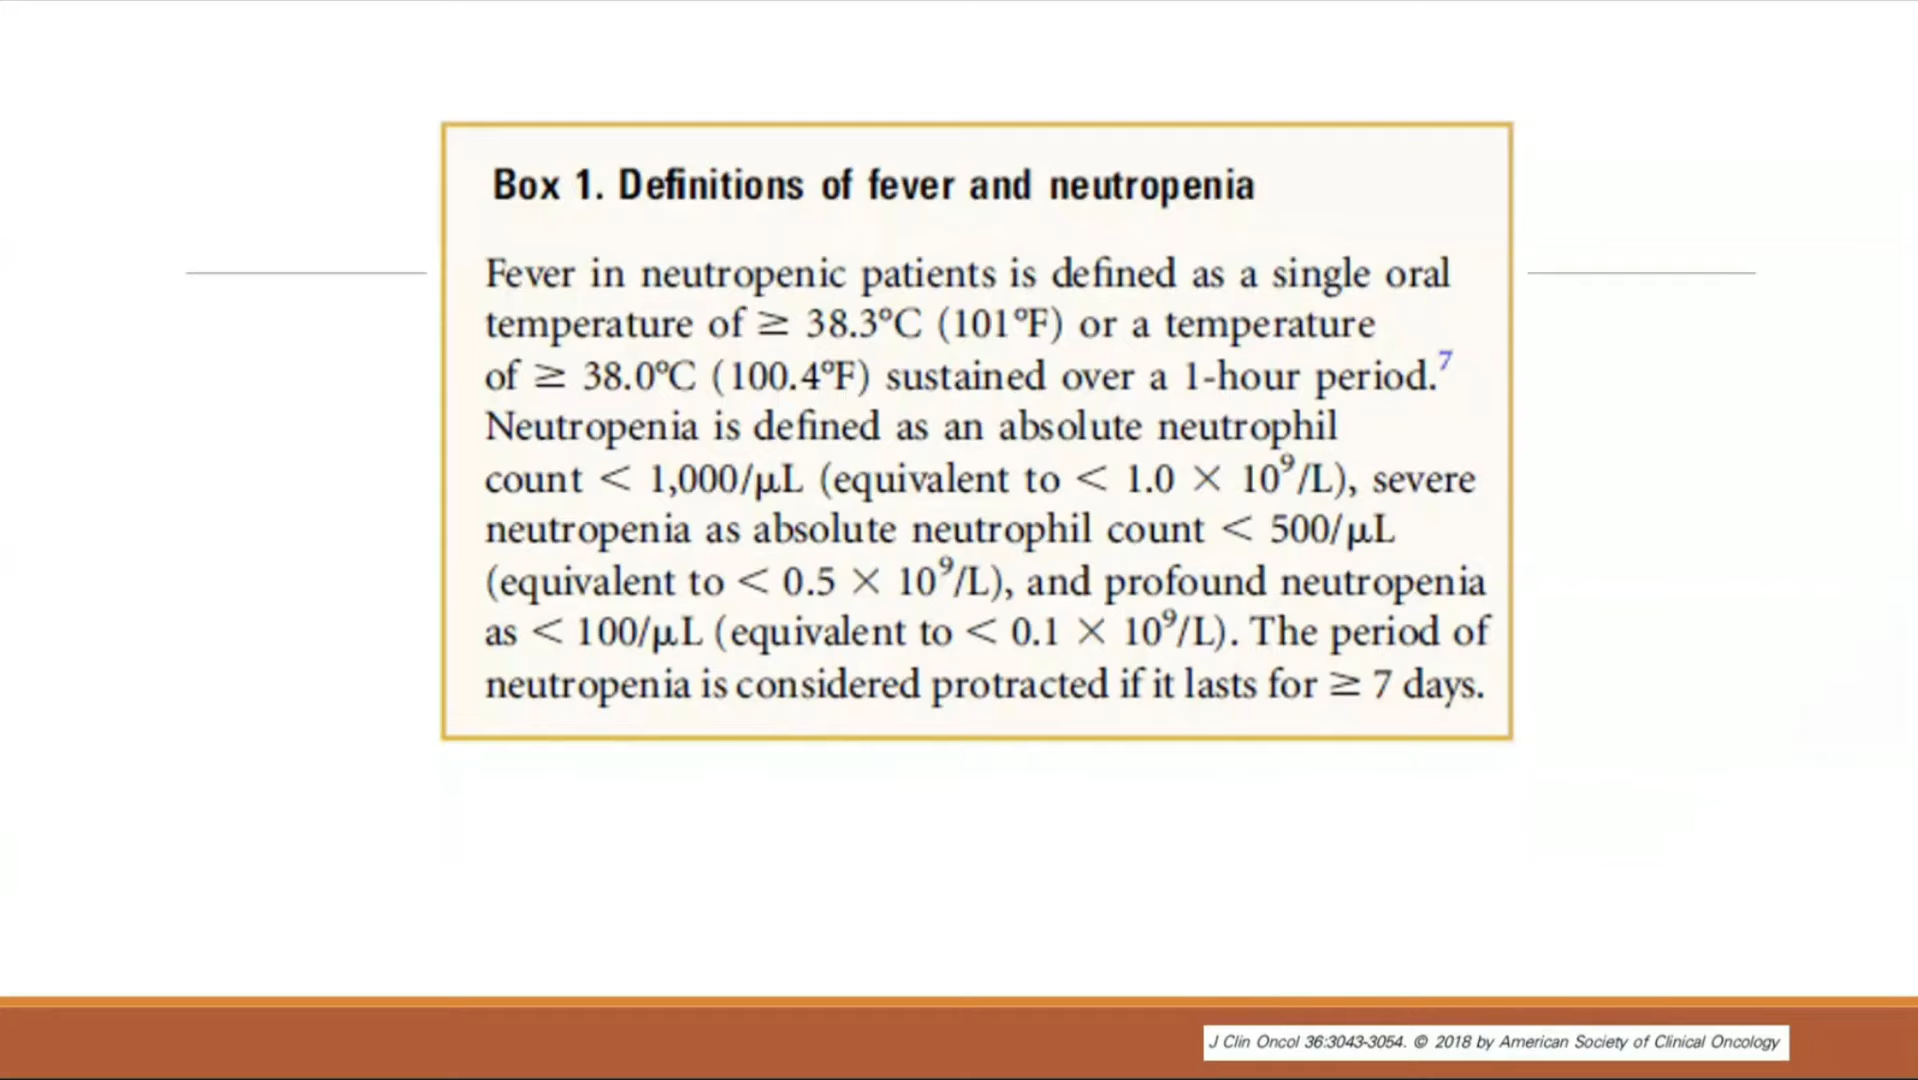 Box 1. Definitions of fever and neutropenia
Fever in neutropenic patients is defined as a single oral
temperature of ≥ 38.3ºC (101ºF) or a temperature
of ≥ 38.0ºC (100.4ºF) sustained over a 1-hour period.⁷
Neutropenia is defined as an absolute neutrophil
count < 1,000/μL (equivalent to < 1.0 × 10⁹/L), severe
neutropenia as absolute neutrophil count < 500/μL
(equivalent to < 0.5 × 10⁹/L), and profound neutropenia
as < 100/μL (equivalent to < 0.1 × 10⁹/L). The period of
neutropenia is considered protracted if it lasts for ≥ 7 days.
J Clin Oncol 36:3043-3054. © 2018 by American Society of Clinical Oncology